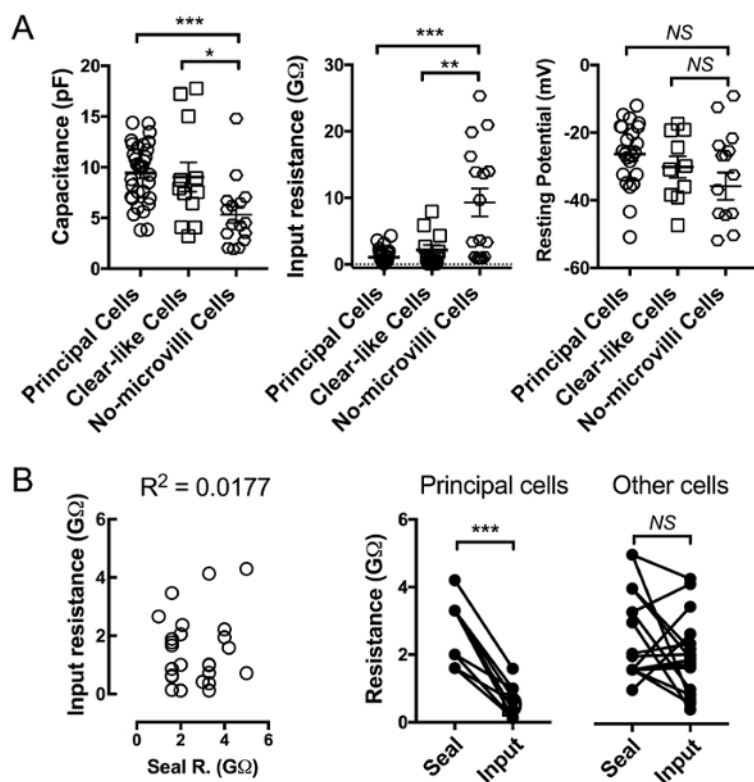 A
***
*
Capacitance (pF)
20
15
10
5
0
Principal Cells
Clear-like Cells
No-microvilli Cells
***
**
Input resistance (GΩ)
30
20
10
0
Principal Cells
Clear-like Cells
No-microvilli Cells
NS
NS
Resting Potential (mV)
0
-20
-40
-60
Principal Cells
Clear-like Cells
No-microvilli Cells
B
R² = 0.0177
Input resistance (GΩ)
6
4
2
0
0
2
4
6
Seal R. (GΩ)
Principal cells
***
Resistance (GΩ)
6
4
2
0
Seal
Input
Other cells
NS
Seal
Input